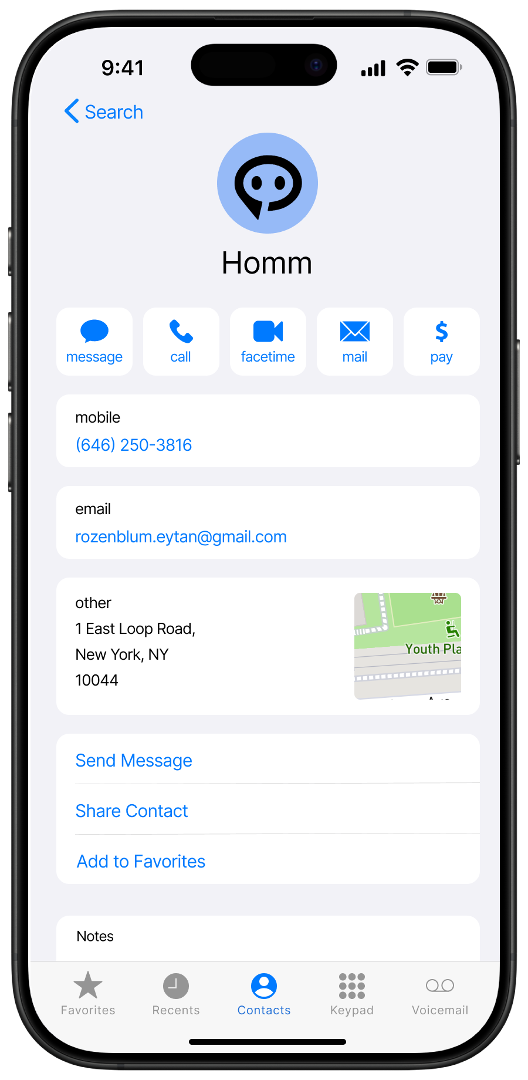 9:41
Search
Homm
message
call
facetime
mail
$
pay
mobile
(646) 250-3816
email
rozenblum.eytan@gmail.com
other
1 East Loop Road,
New York, NY
10044
Youth Pla
Send Message
Share Contact
Add to Favorites
Notes
Favorites
Recents
Contacts
Keypad
Voicemail